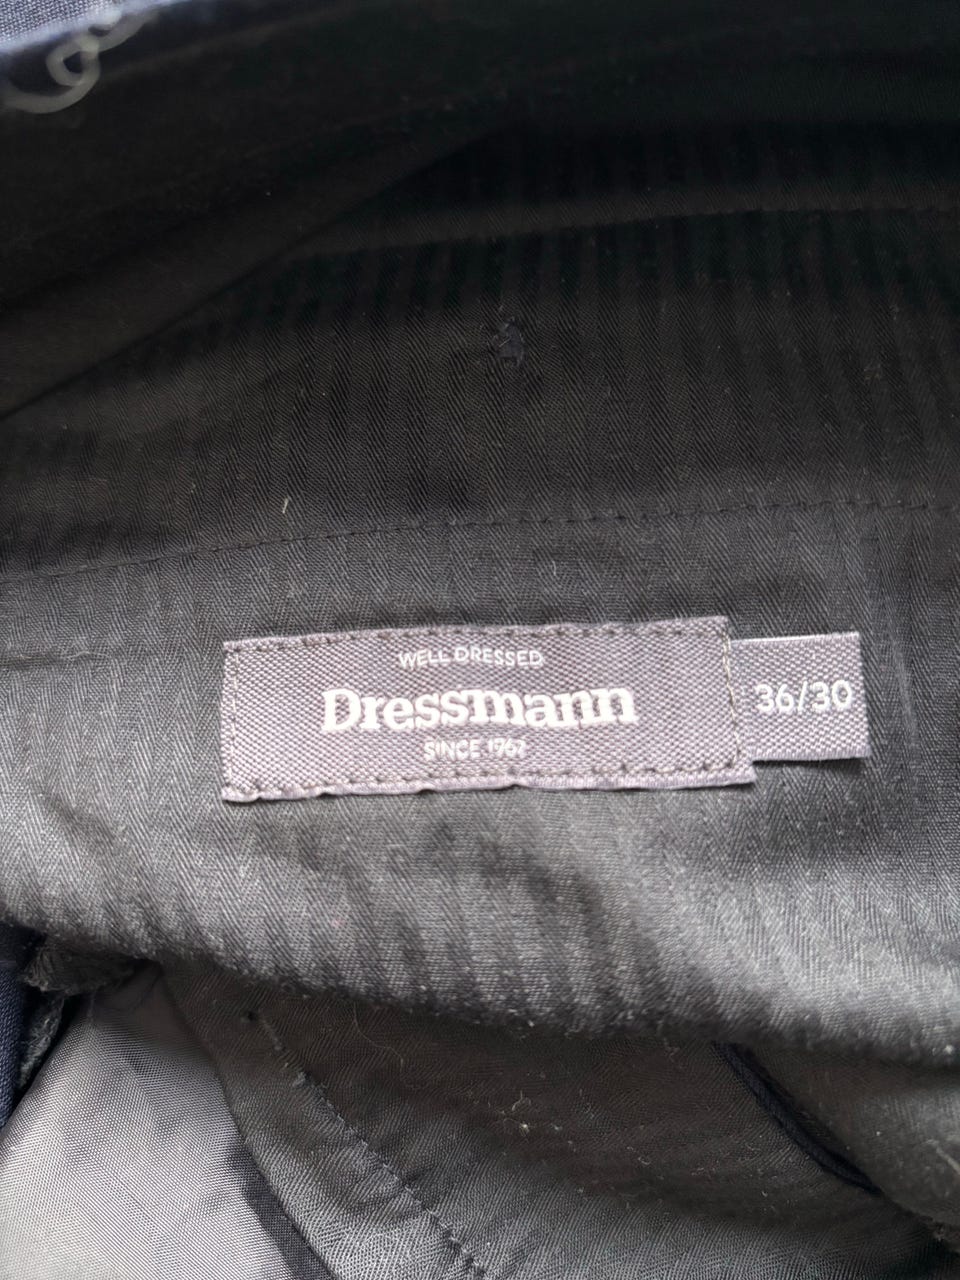 WELL DRESSED
Dressmann
SINCE 1967
36/30